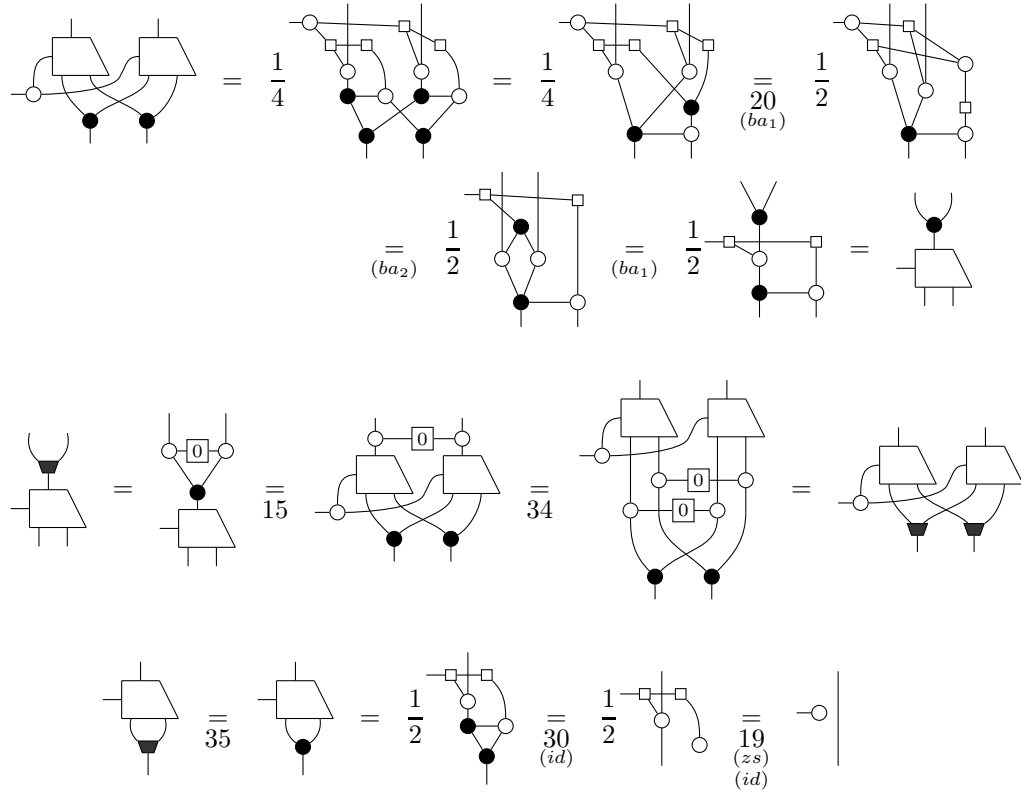 = 1/4 = 1/4 = 20 (ba₁) 1/2
= (ba₂) 1/2 = (ba₁) 1/2 =
= 0 = 15 0 = 34 0 0 =
= 35 = 1/2 = 30 (id) 1/2 = 19 (zs) (id)